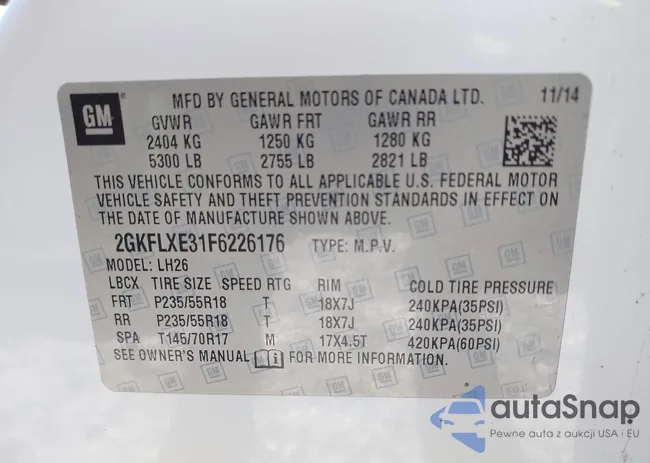 GM
MFD BY GENERAL MOTORS OF CANADA LTD. 11/14
GVWR GAWR FRT GAWR RR
2404 KG 1250 KG 1280 KG
5300 LB 2755 LB 2821 LB
THIS VEHICLE CONFORMS TO ALL APPLICABLE U.S. FEDERAL MOTOR
VEHICLE SAFETY AND THEFT PREVENTION STANDARDS IN EFFECT ON
THE DATE OF MANUFACTURE SHOWN ABOVE.
2GKFLXE31F6226176 TYPE: M.P.V.
MODEL: LH26
LBCX TIRE SIZE SPEED RTG RIM COLD TIRE PRESSURE
FRT P235/55R18 T 18X7J 240KPA(35PSI)
RR P235/55R18 T 18X7J 240KPA(35PSI)
SPA T145/70R17 M 17X4.5T 420KPA(60PSI)
SEE OWNER'S MANUAL i FOR MORE INFORMATION.
autaSnap
Pewne auta z aukcji USA i EU